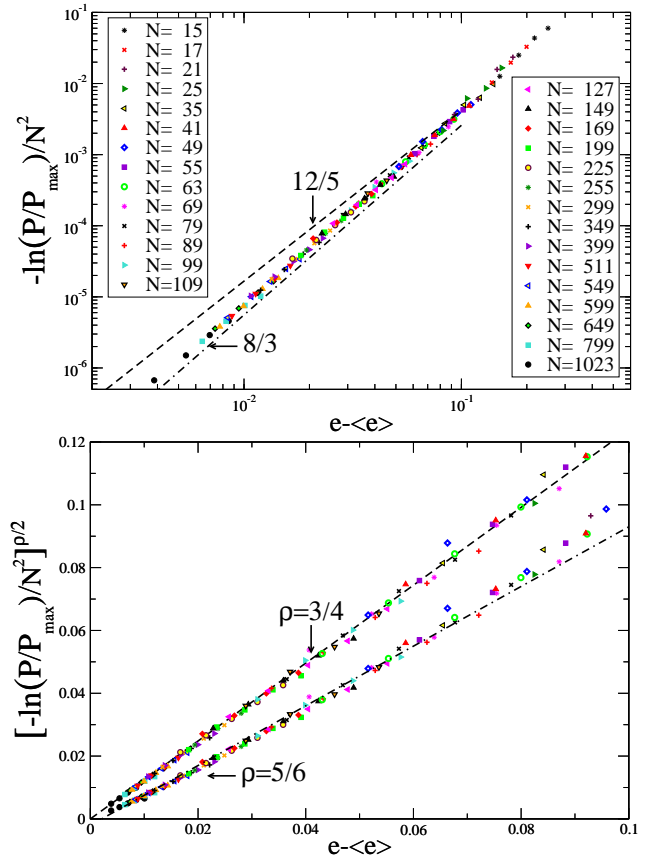 10^-1
10^-2
10^-3
10^-4
10^-5
10^-6
-ln(P/P_max)/N^2
N= 15
N= 17
N= 21
N= 25
N= 35
N= 41
N= 49
N= 55
N= 63
N= 69
N= 79
N= 89
N= 99
N=109
12/5
8/3
N= 127
N= 149
N= 169
N= 199
N= 225
N= 255
N= 299
N= 349
N= 399
N= 511
N= 549
N= 599
N= 649
N= 799
N=1023
10^-2 10^-1
e-<e>
0.12
0.10
0.08
0.06
0.04
0.02
0.00
[-ln(P/P_max)/N^2]^ρ/2
ρ=3/4
ρ=5/6
0 0.02 0.04 0.06 0.08 0.1
e-<e>